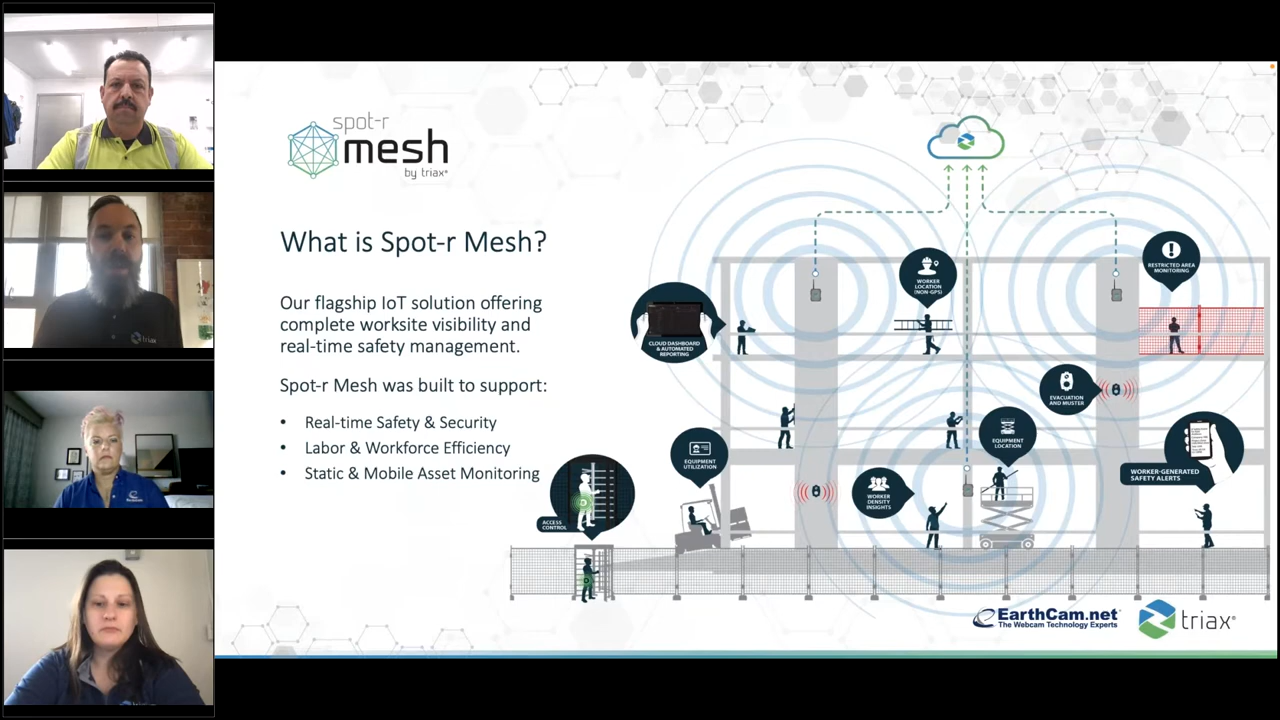 spot-r
mesh
by triax®
What is Spot-r Mesh?
Our flagship IoT solution offering
complete worksite visibility and
real-time safety management.
Spot-r Mesh was built to support:
• Real-time Safety & Security
• Labor & Workforce Efficiency
• Static & Mobile Asset Monitoring
WORKER
LOCATION
(NON-GPS)
RESTRICTED AREA
MONITORING
CLOUD DASHBOARD
& AUTOMATED
REPORTING
EVACUATION
AND MUSTER
EQUIPMENT
LOCATION
EQUIPMENT
UTILIZATION
WORKER
DENSITY
INSIGHTS
WORKER-GENERATED
SAFETY ALERTS
ACCESS
CONTROL
EarthCam.net
The Webcam Technology Experts
triax®
triax